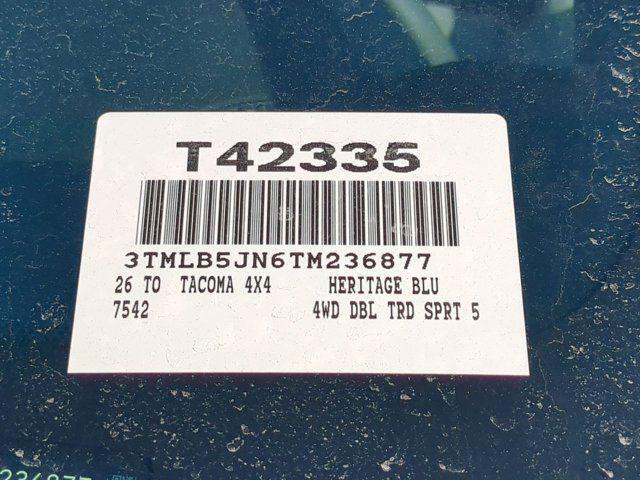 T42335
3TMLB5JN6TM236877
26 TO TACOMA 4X4 HERITAGE BLU
7542 4WD DBL TRD SPRT 5